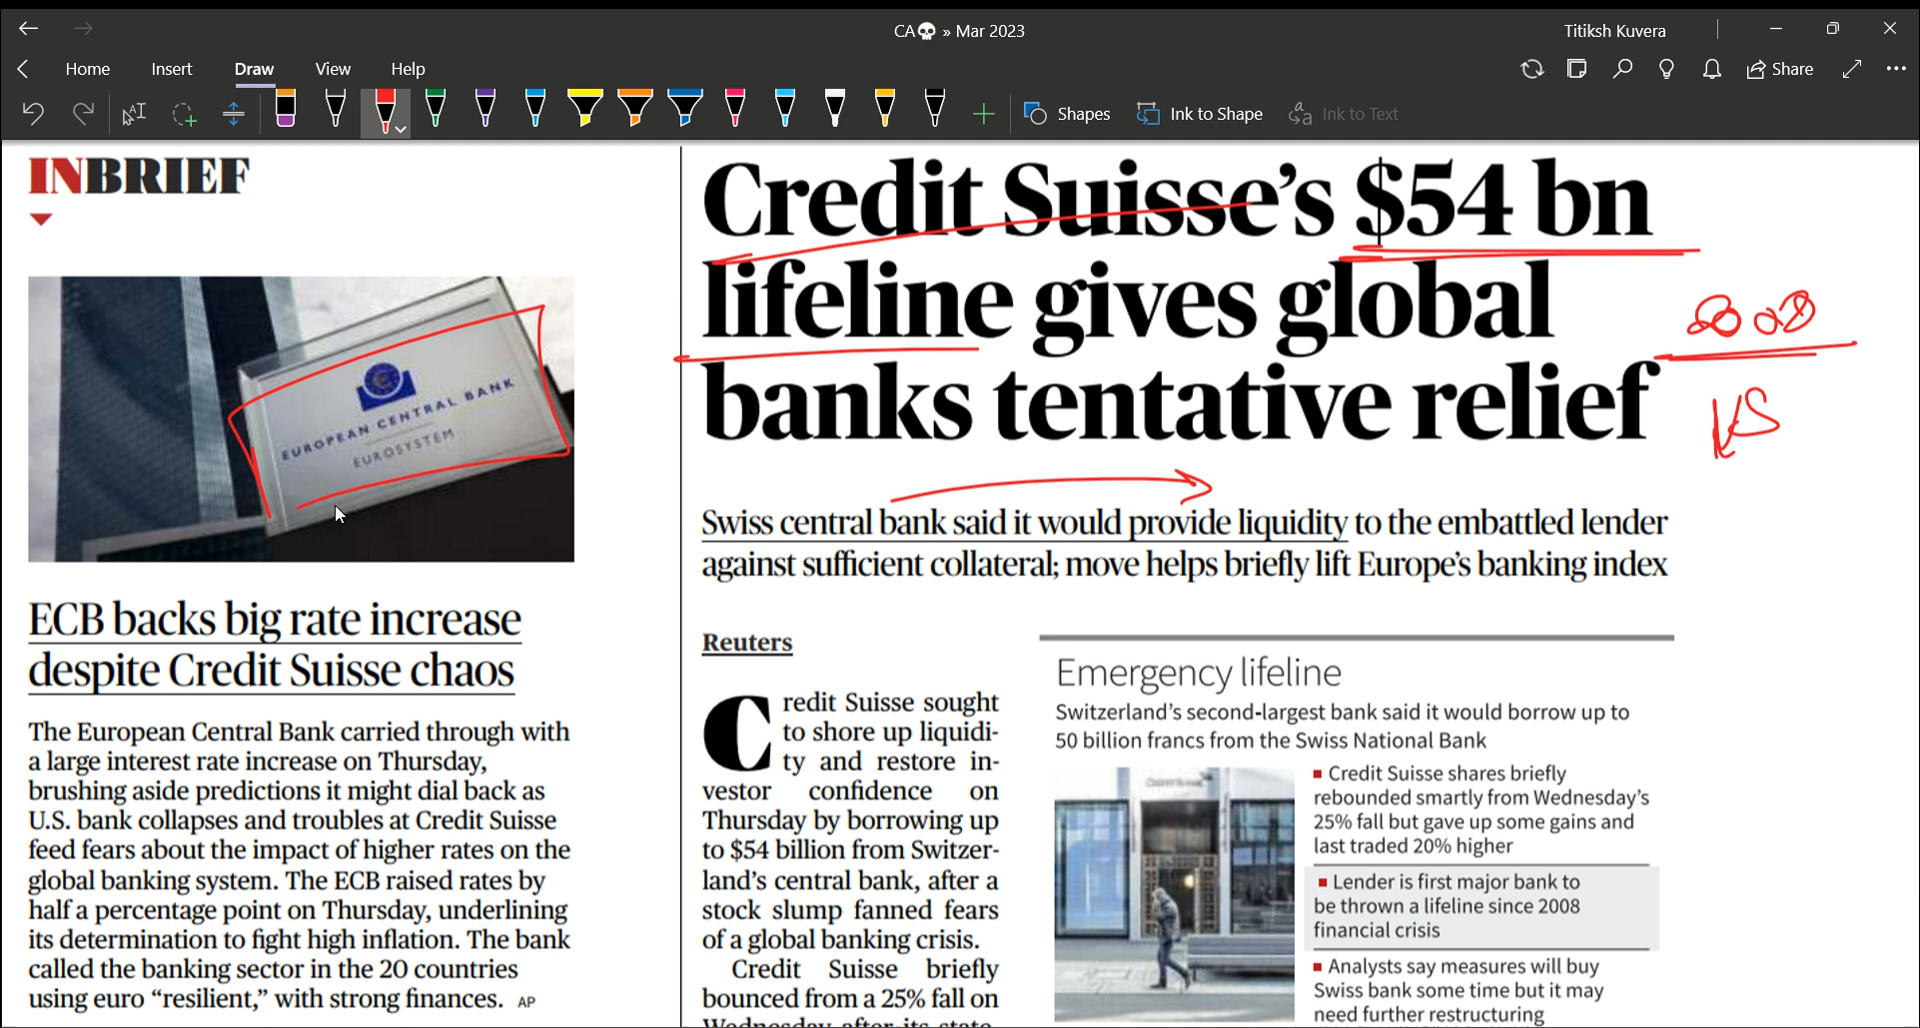 CA💀 » Mar 2023
Titiksh Kuvera
Home Insert Draw View Help
Share
Shapes Ink to Shape Ink to Text
INBRIEF
EUROPEAN CENTRAL BANK
EUROSYSTEM
ECB backs big rate increase
despite Credit Suisse chaos
The European Central Bank carried through with
a large interest rate increase on Thursday,
brushing aside predictions it might dial back as
U.S. bank collapses and troubles at Credit Suisse
feed fears about the impact of higher rates on the
global banking system. The ECB raised rates by
half a percentage point on Thursday, underlining
its determination to fight high inflation. The bank
called the banking sector in the 20 countries
using euro “resilient,” with strong finances. AP
Credit Suisse’s $54 bn
lifeline gives global
banks tentative relief
Swiss central bank said it would provide liquidity to the embattled lender
against sufficient collateral; move helps briefly lift Europe’s banking index
Reuters
Credit Suisse sought
to shore up liquidi-
ty and restore in-
vestor confidence on
Thursday by borrowing up
to $54 billion from Switzer-
land’s central bank, after a
stock slump fanned fears
of a global banking crisis.
Credit Suisse briefly
bounced from a 25% fall on
Wednesday after its state-
Emergency lifeline
Switzerland’s second-largest bank said it would borrow up to
50 billion francs from the Swiss National Bank
Credit Suisse shares briefly
rebounded smartly from Wednesday’s
25% fall but gave up some gains and
last traded 20% higher
Lender is first major bank to
be thrown a lifeline since 2008
financial crisis
Analysts say measures will buy
Swiss bank some time but it may
need further restructuring